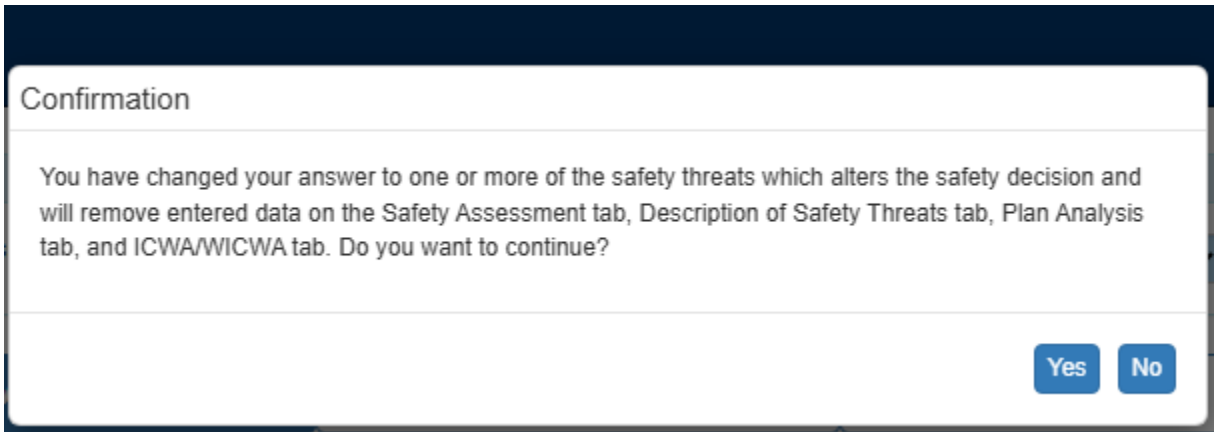 Confirmation
You have changed your answer to one or more of the safety threats which alters the safety decision and
will remove entered data on the Safety Assessment tab, Description of Safety Threats tab, Plan Analysis
tab, and ICWA/WICWA tab. Do you want to continue?
Yes No